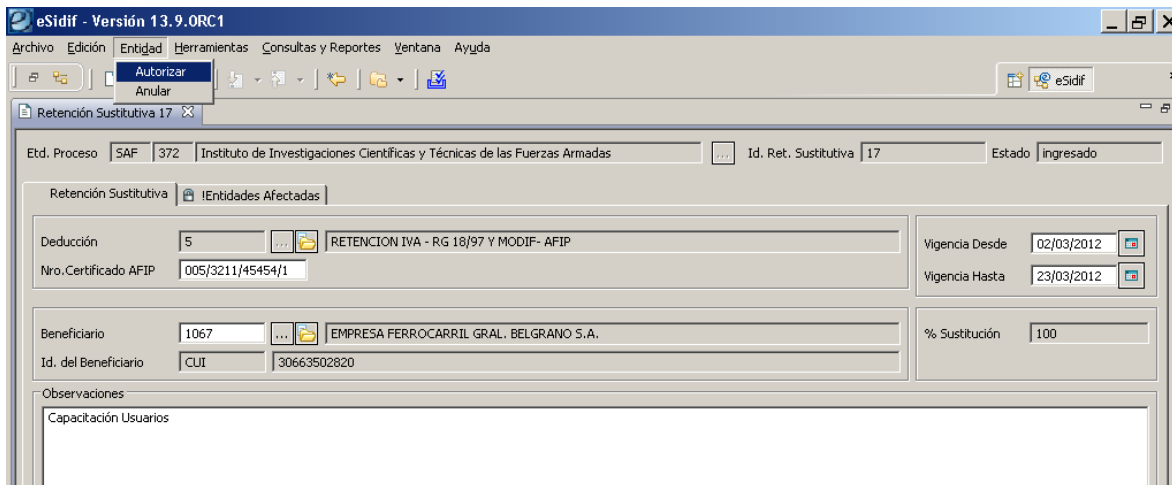 eSidif - Versión 13.9.0RC1
Archivo Edición Entidad Herramientas Consultas y Reportes Ventana Ayuda
Autorizar
Anular
eSidif
Retención Sustitutiva 17
Etd. Proceso SAF 372 Instituto de Investigaciones Científicas y Técnicas de las Fuerzas Armadas ... Id. Ret. Sustitutiva 17 Estado ingresado
Retención Sustitutiva !Entidades Afectadas
Deducción 5 ... RETENCION IVA - RG 18/97 Y MODIF- AFIP Vigencia Desde 02/03/2012
Nro.Certificado AFIP 005/3211/45454/1 Vigencia Hasta 23/03/2012
Beneficiario 1067 ... EMPRESA FERROCARRIL GRAL. BELGRANO S.A. % Sustitución 100
Id. del Beneficiario CUI 30663502820
Observaciones
Capacitación Usuarios